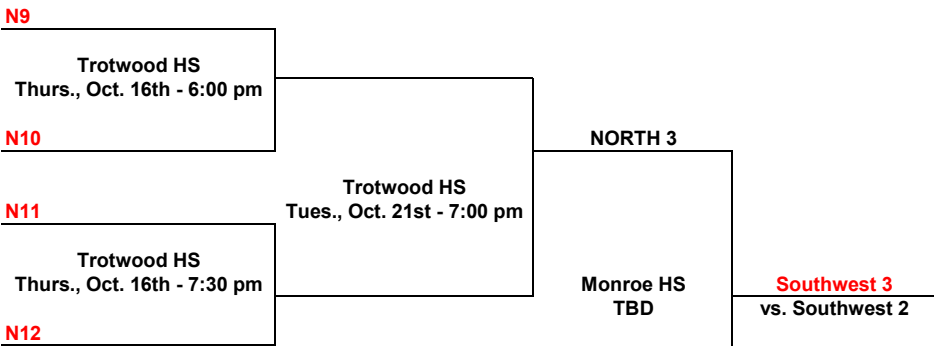 N9
Trotwood HS
Thurs., Oct. 16th - 6:00 pm
N10
NORTH 3
Trotwood HS
Tues., Oct. 21st - 7:00 pm
N11
Trotwood HS
Thurs., Oct. 16th - 7:30 pm
Monroe HS
TBD
Southwest 3
vs. Southwest 2
N12